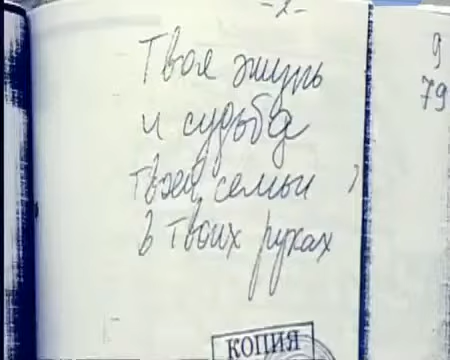 -2-
Твоя жизнь
и судьба
твоей семьи
в твоих руках
КОПИЯ
9
79